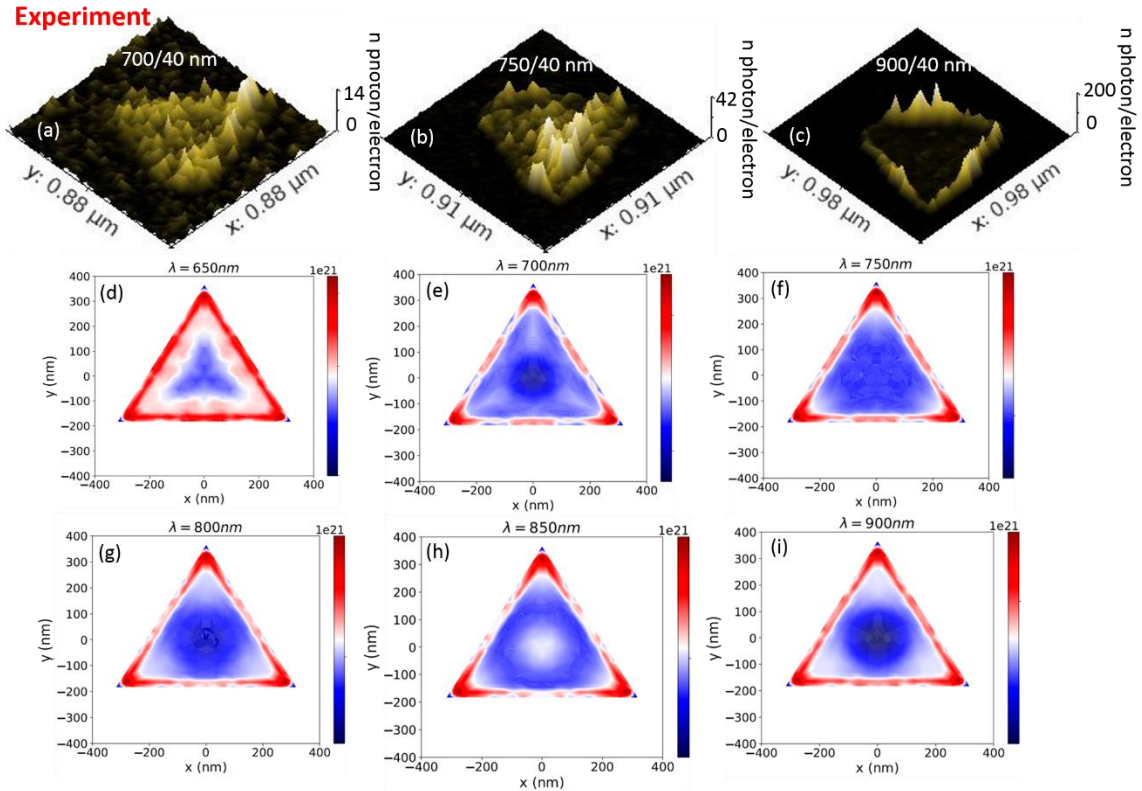 Experiment
700/40 nm
n photon/electron
14
0
(a)
y: 0.88 µm
x: 0.88 µm
750/40 nm
n photon/electron
42
0
(b)
y: 0.91 µm
x: 0.91 µm
900/40 nm
n photon/electron
200
0
(c)
y: 0.98 µm
x: 0.98 µm
λ = 650nm
1e21
(d)
400
300
200
100
0
−100
−200
−300
−400
y (nm)
−400 −200 0 200 400
x (nm)
λ = 700nm
1e21
(e)
400
300
200
100
0
−100
−200
−300
−400
y (nm)
−400 −200 0 200 400
x (nm)
λ = 750nm
1e21
(f)
400
300
200
100
0
−100
−200
−300
−400
y (nm)
−400 −200 0 200 400
x (nm)
λ = 800nm
1e21
(g)
400
300
200
100
0
−100
−200
−300
−400
y (nm)
−400 −200 0 200 400
x (nm)
λ = 850nm
1e21
(h)
400
300
200
100
0
−100
−200
−300
−400
y (nm)
−400 −200 0 200 400
x (nm)
λ = 900nm
1e21
(i)
400
300
200
100
0
−100
−200
−300
−400
y (nm)
−400 −200 0 200 400
x (nm)